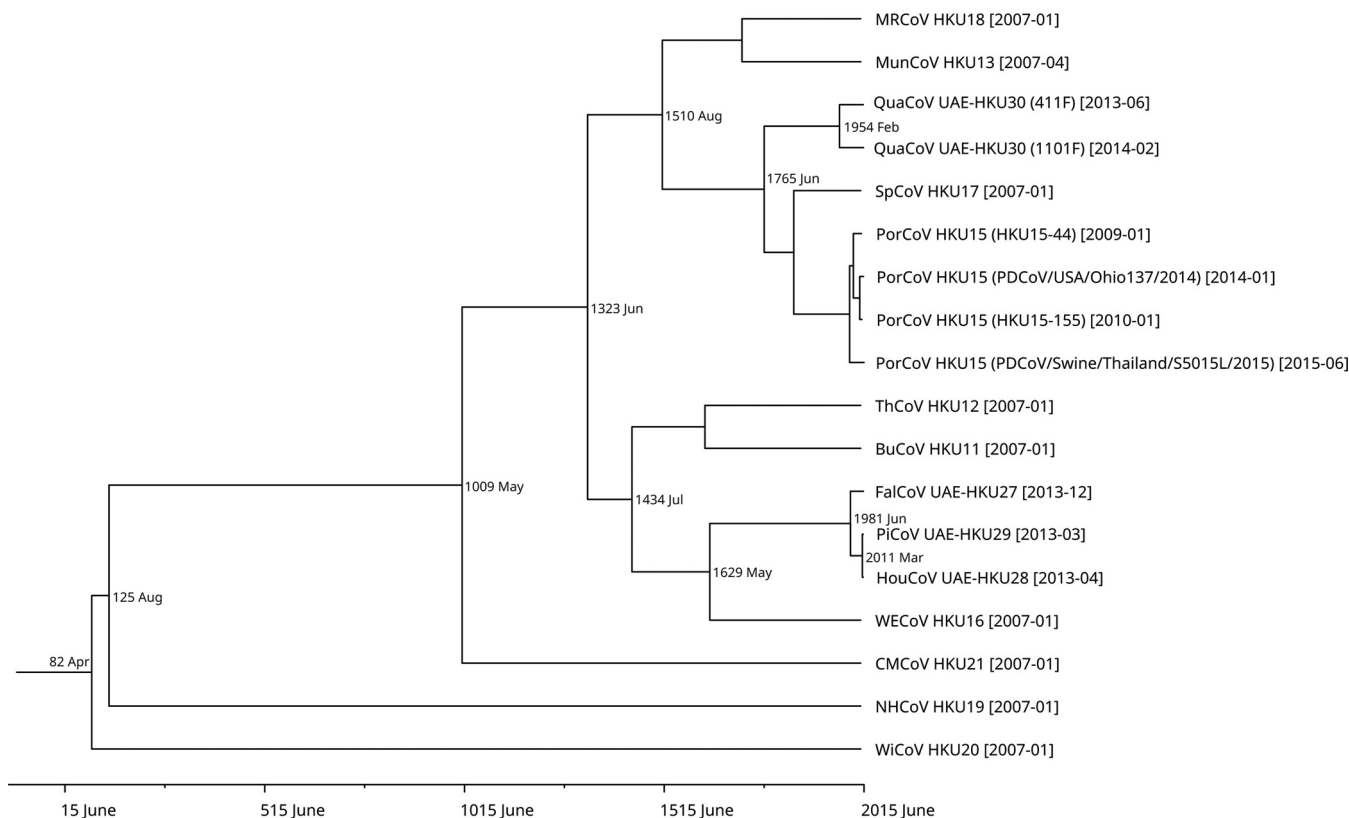 MRCoV HKU18 [2007-01]
MunCoV HKU13 [2007-04]
QuaCoV UAE-HKU30 (411F) [2013-06]
1510 Aug
1954 Feb
QuaCoV UAE-HKU30 (1101F) [2014-02]
1765 Jun
SpCoV HKU17 [2007-01]
PorCoV HKU15 (HKU15-44) [2009-01]
PorCoV HKU15 (PDCoV/USA/Ohio137/2014) [2014-01]
1323 Jun
PorCoV HKU15 (HKU15-155) [2010-01]
PorCoV HKU15 (PDCoV/Swine/Thailand/S5015L/2015) [2015-06]
ThCoV HKU12 [2007-01]
BuCoV HKU11 [2007-01]
1009 May
FalCoV UAE-HKU27 [2013-12]
1434 Jul
1981 Jun
PiCoV UAE-HKU29 [2013-03]
2011 Mar
1629 May
HouCoV UAE-HKU28 [2013-04]
125 Aug
WECoV HKU16 [2007-01]
82 Apr
CMCoV HKU21 [2007-01]
NHCoV HKU19 [2007-01]
WiCoV HKU20 [2007-01]
15 June 515 June 1015 June 1515 June 2015 June